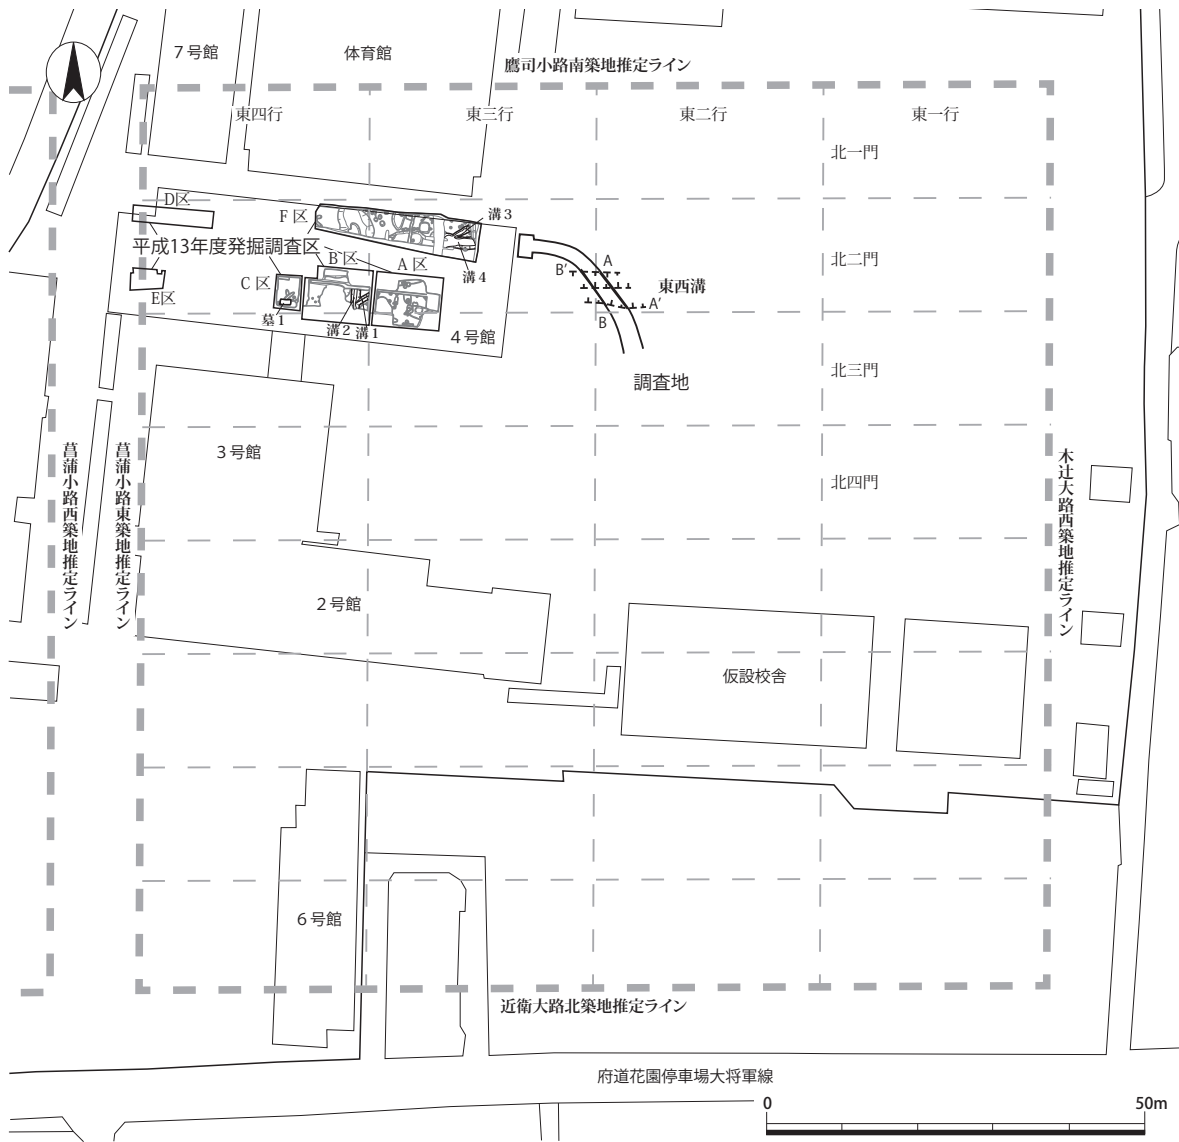 ７号館
体育館
鷹司小路南築地推定ライン
東四行
東三行
東二行
東一行
北一門
D区
F 区
溝３
平成13年度発掘調査区
B 区
A 区
溝４
C 区
E区
墓１
溝２
溝１
４号館
B′
A
東西溝
A′
B
北二門
調査地
北三門
３号館
北四門
菖蒲小路西築地推定ライン
菖蒲小路東築地推定ライン
木辻大路西築地推定ライン
２号館
仮設校舎
６号館
近衛大路北築地推定ライン
府道花園停車場大将軍線
0
50m